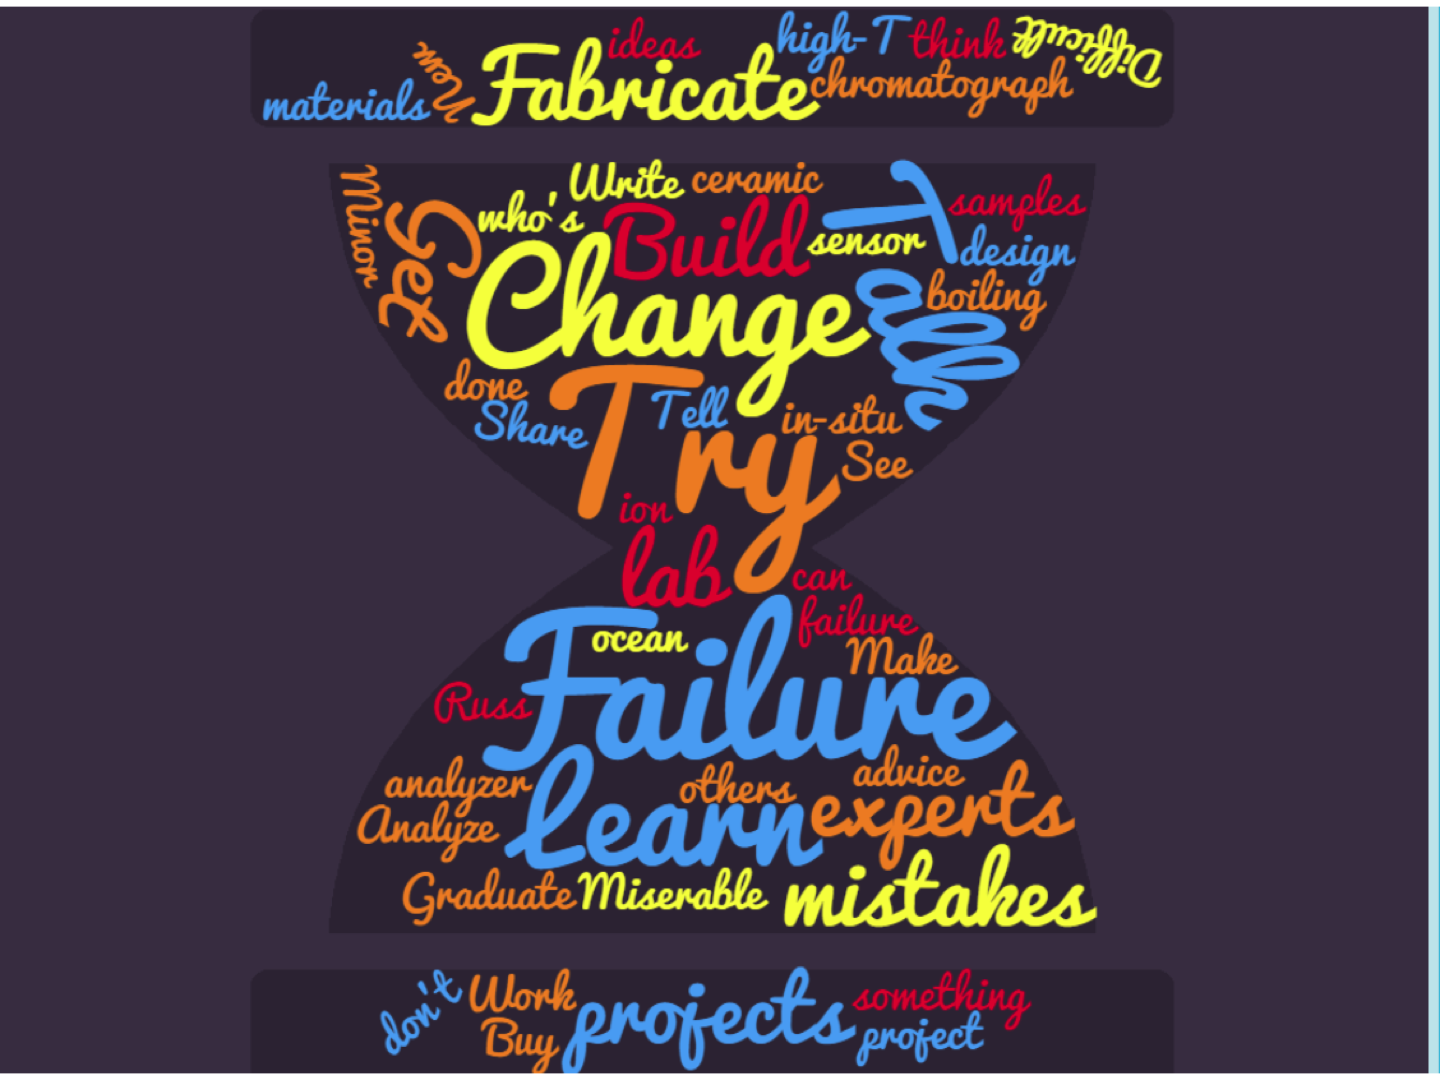 ideas high-T think Difficult
materials new Fabricate chromatograph
Minor Get who's Write ceramic Talk samples
Build sensor design
Change boiling
done Try Tell in-situ
Share See
ion
lab can
failure
Failure ocean Make
Russ
analyzer Learn others advice
Analyze experts
Graduate Miserable mistakes
don't Work projects something
Buy project